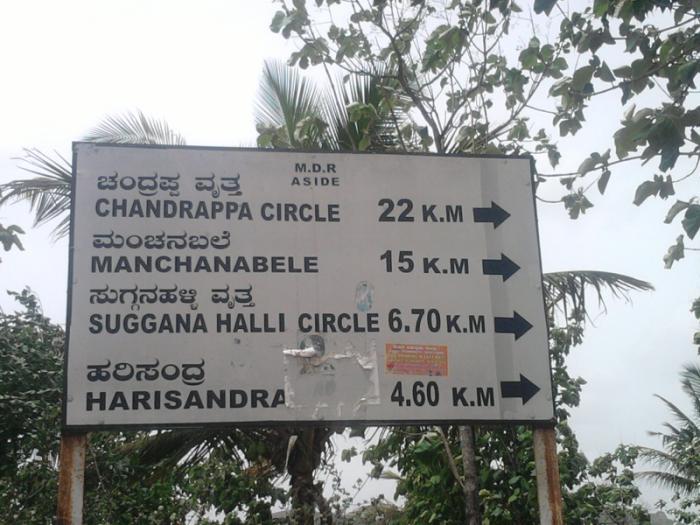 M.D.R
ASIDE
ಚಂದ್ರಪ್ಪ ವೃತ್ತ
CHANDRAPPA CIRCLE 22 K.M
ಮಂಚನಬಲೆ
MANCHANABELE 15 K.M
ಸುಗ್ಗನಹಳ್ಳಿ ವೃತ್ತ
SUGGANA HALLI CIRCLE 6.70 K.M
ಹರಿಸಂದ್ರ
HARISANDRA 4.60 K.M